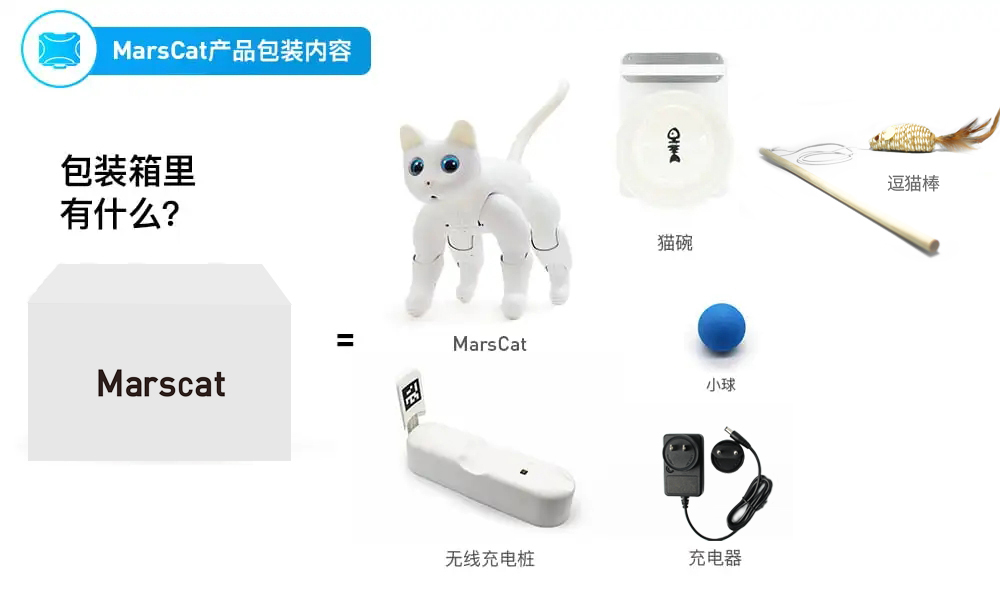 MarsCat产品包装内容
包装箱里
有什么?
Marscat
=
MarsCat
猫碗
逗猫棒
小球
无线充电桩
充电器